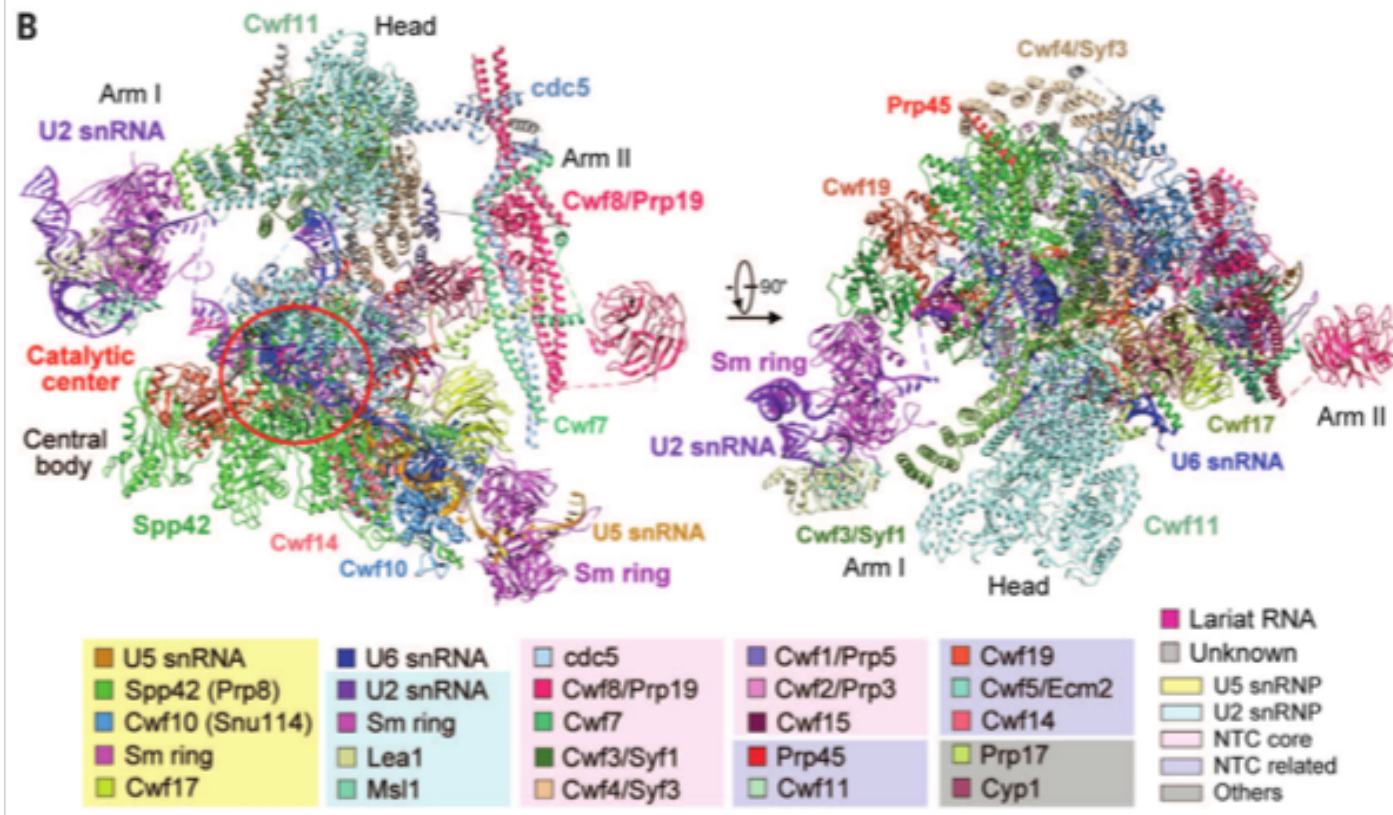 B
Cwf11
Head
Arm I
U2 snRNA
cdc5
Arm II
Cwf8/Prp19
Catalytic
center
Central
body
Spp42
Cwf14
Cwf10
Cwf7
U5 snRNA
Sm ring
90°
Cwf4/Syf3
Prp45
Cwf19
Sm ring
U2 snRNA
Cwf3/Syf1
Arm I
Head
Cwf11
U6 snRNA
Cwf17
Arm II
U5 snRNA
Spp42 (Prp8)
Cwf10 (Snu114)
Sm ring
Cwf17
U6 snRNA
U2 snRNA
Sm ring
Lea1
Msl1
cdc5
Cwf8/Prp19
Cwf7
Cwf3/Syf1
Cwf4/Syf3
Cwf1/Prp5
Cwf2/Prp3
Cwf15
Prp45
Cwf11
Cwf19
Cwf5/Ecm2
Cwf14
Prp17
Cyp1
Lariat RNA
Unknown
U5 snRNP
U2 snRNP
NTC core
NTC related
Others